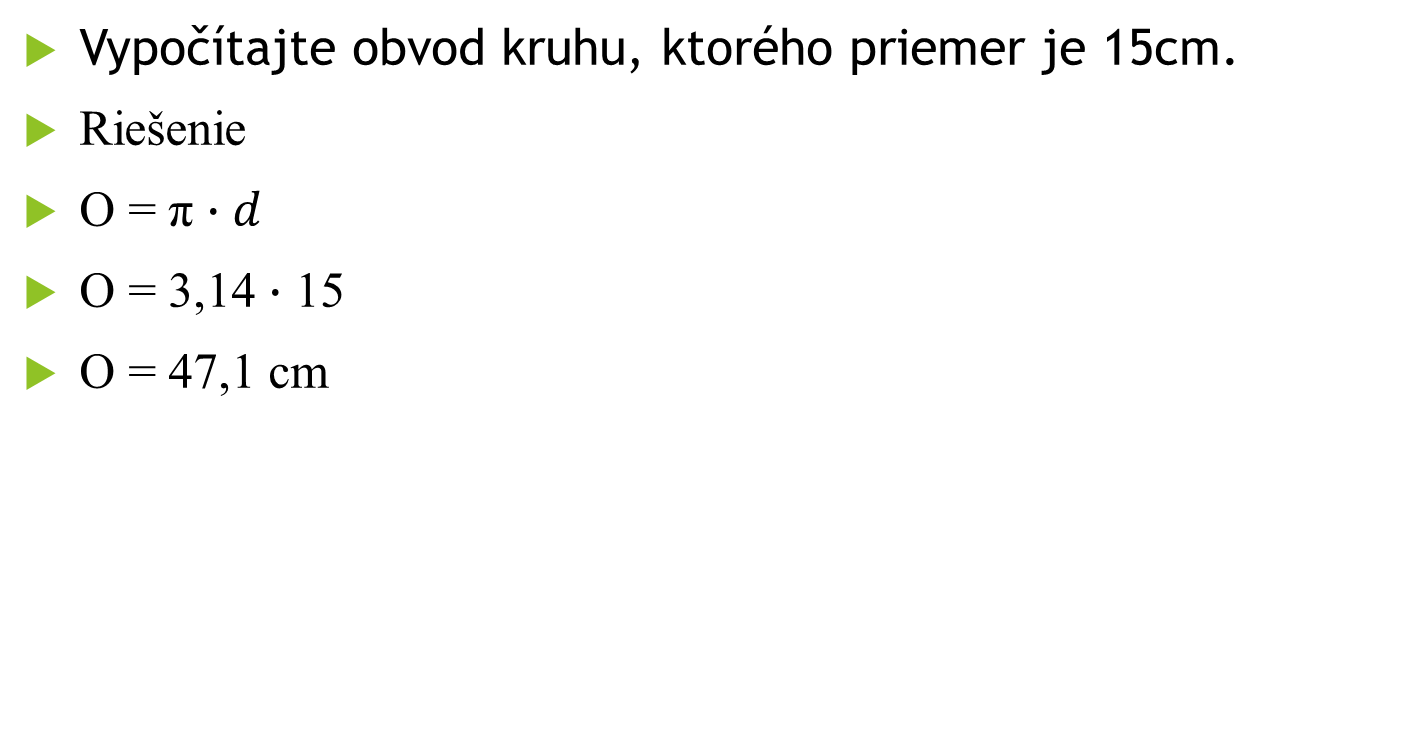 Vypočítajte obvod kruhu, ktorého priemer je 15cm.
Riešenie
O = π · d
O = 3,14 · 15
O = 47,1 cm